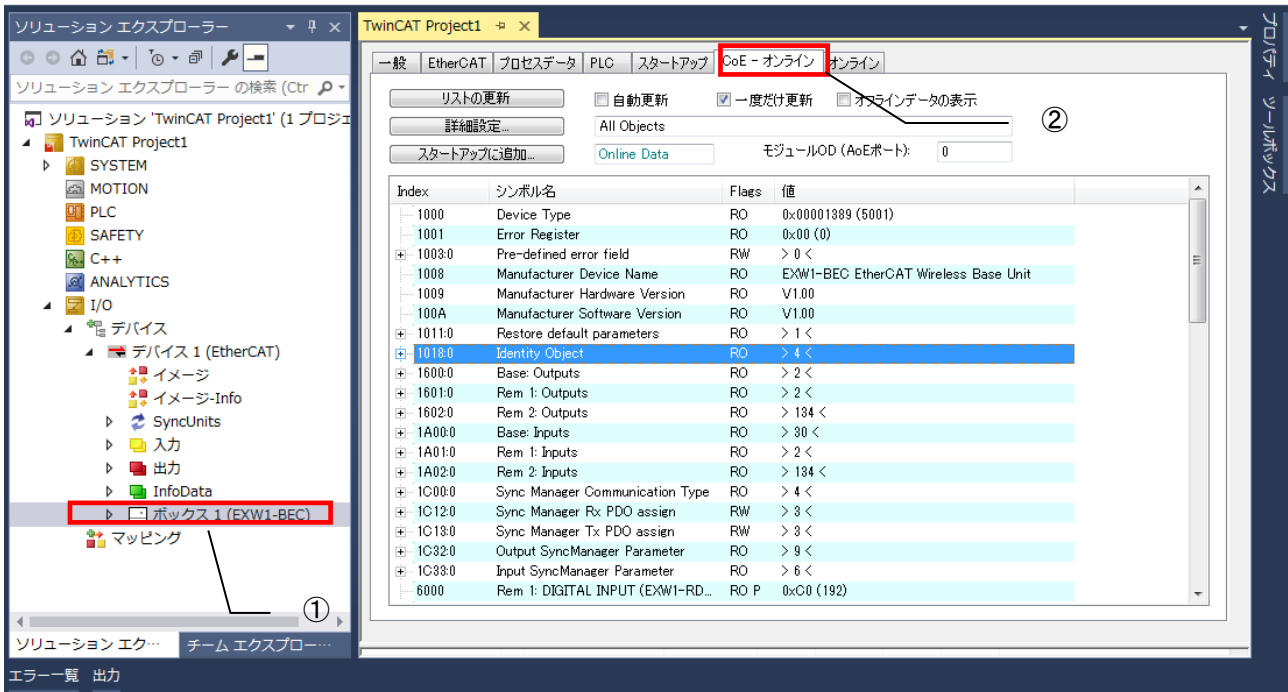 ソリューション エクスプローラー
ソリューション エクスプローラー の検索 (Ctr
ソリューション 'TwinCAT Project1' (1 プロジェ
TwinCAT Project1
SYSTEM
MOTION
PLC
SAFETY
C++
ANALYTICS
I/O
デバイス
デバイス 1 (EtherCAT)
イメージ
イメージ-Info
SyncUnits
入力
出力
InfoData
ボックス 1 (EXW1-BEC)
マッピング
①
ソリューション エク… チーム エクスプロー…
エラー一覧 出力
TwinCAT Project1
一般 EtherCAT プロセスデータ PLC スタートアップ CoE - オンライン オンライン
リストの更新 自動更新 一度だけ更新 オフラインデータの表示
詳細設定... All Objects
②
スタートアップに追加... Online Data モジュールOD (AoEポート): 0
Index シンボル名 Flags 値
1000 Device Type RO 0x00001389 (5001)
1001 Error Register RO 0x00 (0)
1003:0 Pre-defined error field RW > 0 <
1008 Manufacturer Device Name RO EXW1-BEC EtherCAT Wireless Base Unit
1009 Manufacturer Hardware Version RO V1.00
100A Manufacturer Software Version RO V1.00
1011:0 Restore default parameters RO > 1 <
1018:0 Identity Object RO > 4 <
1600:0 Base: Outputs RO > 2 <
1601:0 Rem 1: Outputs RO > 2 <
1602:0 Rem 2: Outputs RO > 134 <
1A00:0 Base: Inputs RO > 30 <
1A01:0 Rem 1: Inputs RO > 2 <
1A02:0 Rem 2: Inputs RO > 134 <
1C00:0 Sync Manager Communication Type RO > 4 <
1C12:0 Sync Manager Rx PDO assign RW > 3 <
1C13:0 Sync Manager Tx PDO assign RW > 3 <
1C32:0 Output SyncManager Parameter RO > 9 <
1C33:0 Input SyncManager Parameter RO > 6 <
6000 Rem 1: DIGITAL INPUT (EXW1-RD... RO P 0xC0 (192)
プロパティ
ツールボックス